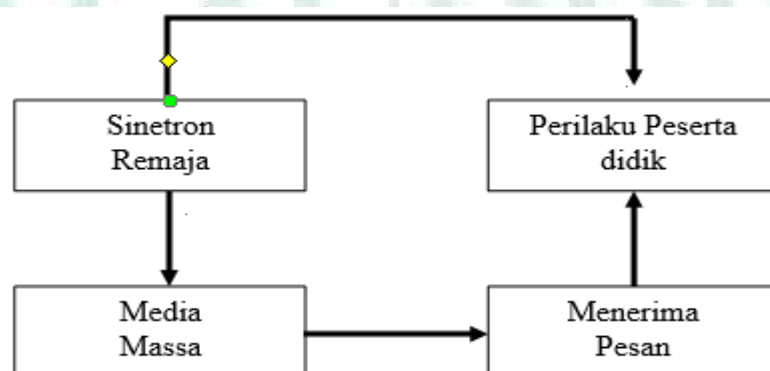 Sinetron
Remaja
Perilaku Peserta
didik
Media
Massa
Menerima
Pesan